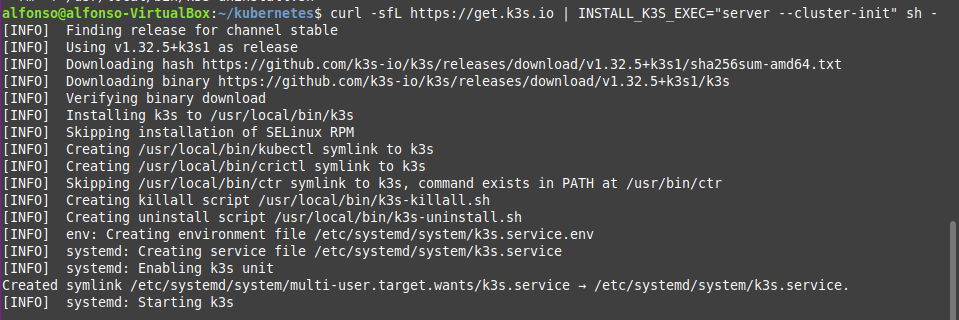 alfonso@alfonso-VirtualBox:~/kubernetes$ curl -sfL https://get.k3s.io | INSTALL_K3S_EXEC="server --cluster-init" sh -
[INFO]  Finding release for channel stable
[INFO]  Using v1.32.5+k3s1 as release
[INFO]  Downloading hash https://github.com/k3s-io/k3s/releases/download/v1.32.5+k3s1/sha256sum-amd64.txt
[INFO]  Downloading binary https://github.com/k3s-io/k3s/releases/download/v1.32.5+k3s1/k3s
[INFO]  Verifying binary download
[INFO]  Installing k3s to /usr/local/bin/k3s
[INFO]  Skipping installation of SELinux RPM
[INFO]  Creating /usr/local/bin/kubectl symlink to k3s
[INFO]  Creating /usr/local/bin/crictl symlink to k3s
[INFO]  Skipping /usr/local/bin/ctr symlink to k3s, command exists in PATH at /usr/bin/ctr
[INFO]  Creating killall script /usr/local/bin/k3s-killall.sh
[INFO]  Creating uninstall script /usr/local/bin/k3s-uninstall.sh
[INFO]  env: Creating environment file /etc/systemd/system/k3s.service.env
[INFO]  systemd: Creating service file /etc/systemd/system/k3s.service
[INFO]  systemd: Enabling k3s unit
Created symlink /etc/systemd/system/multi-user.target.wants/k3s.service → /etc/systemd/system/k3s.service.
[INFO]  systemd: Starting k3s